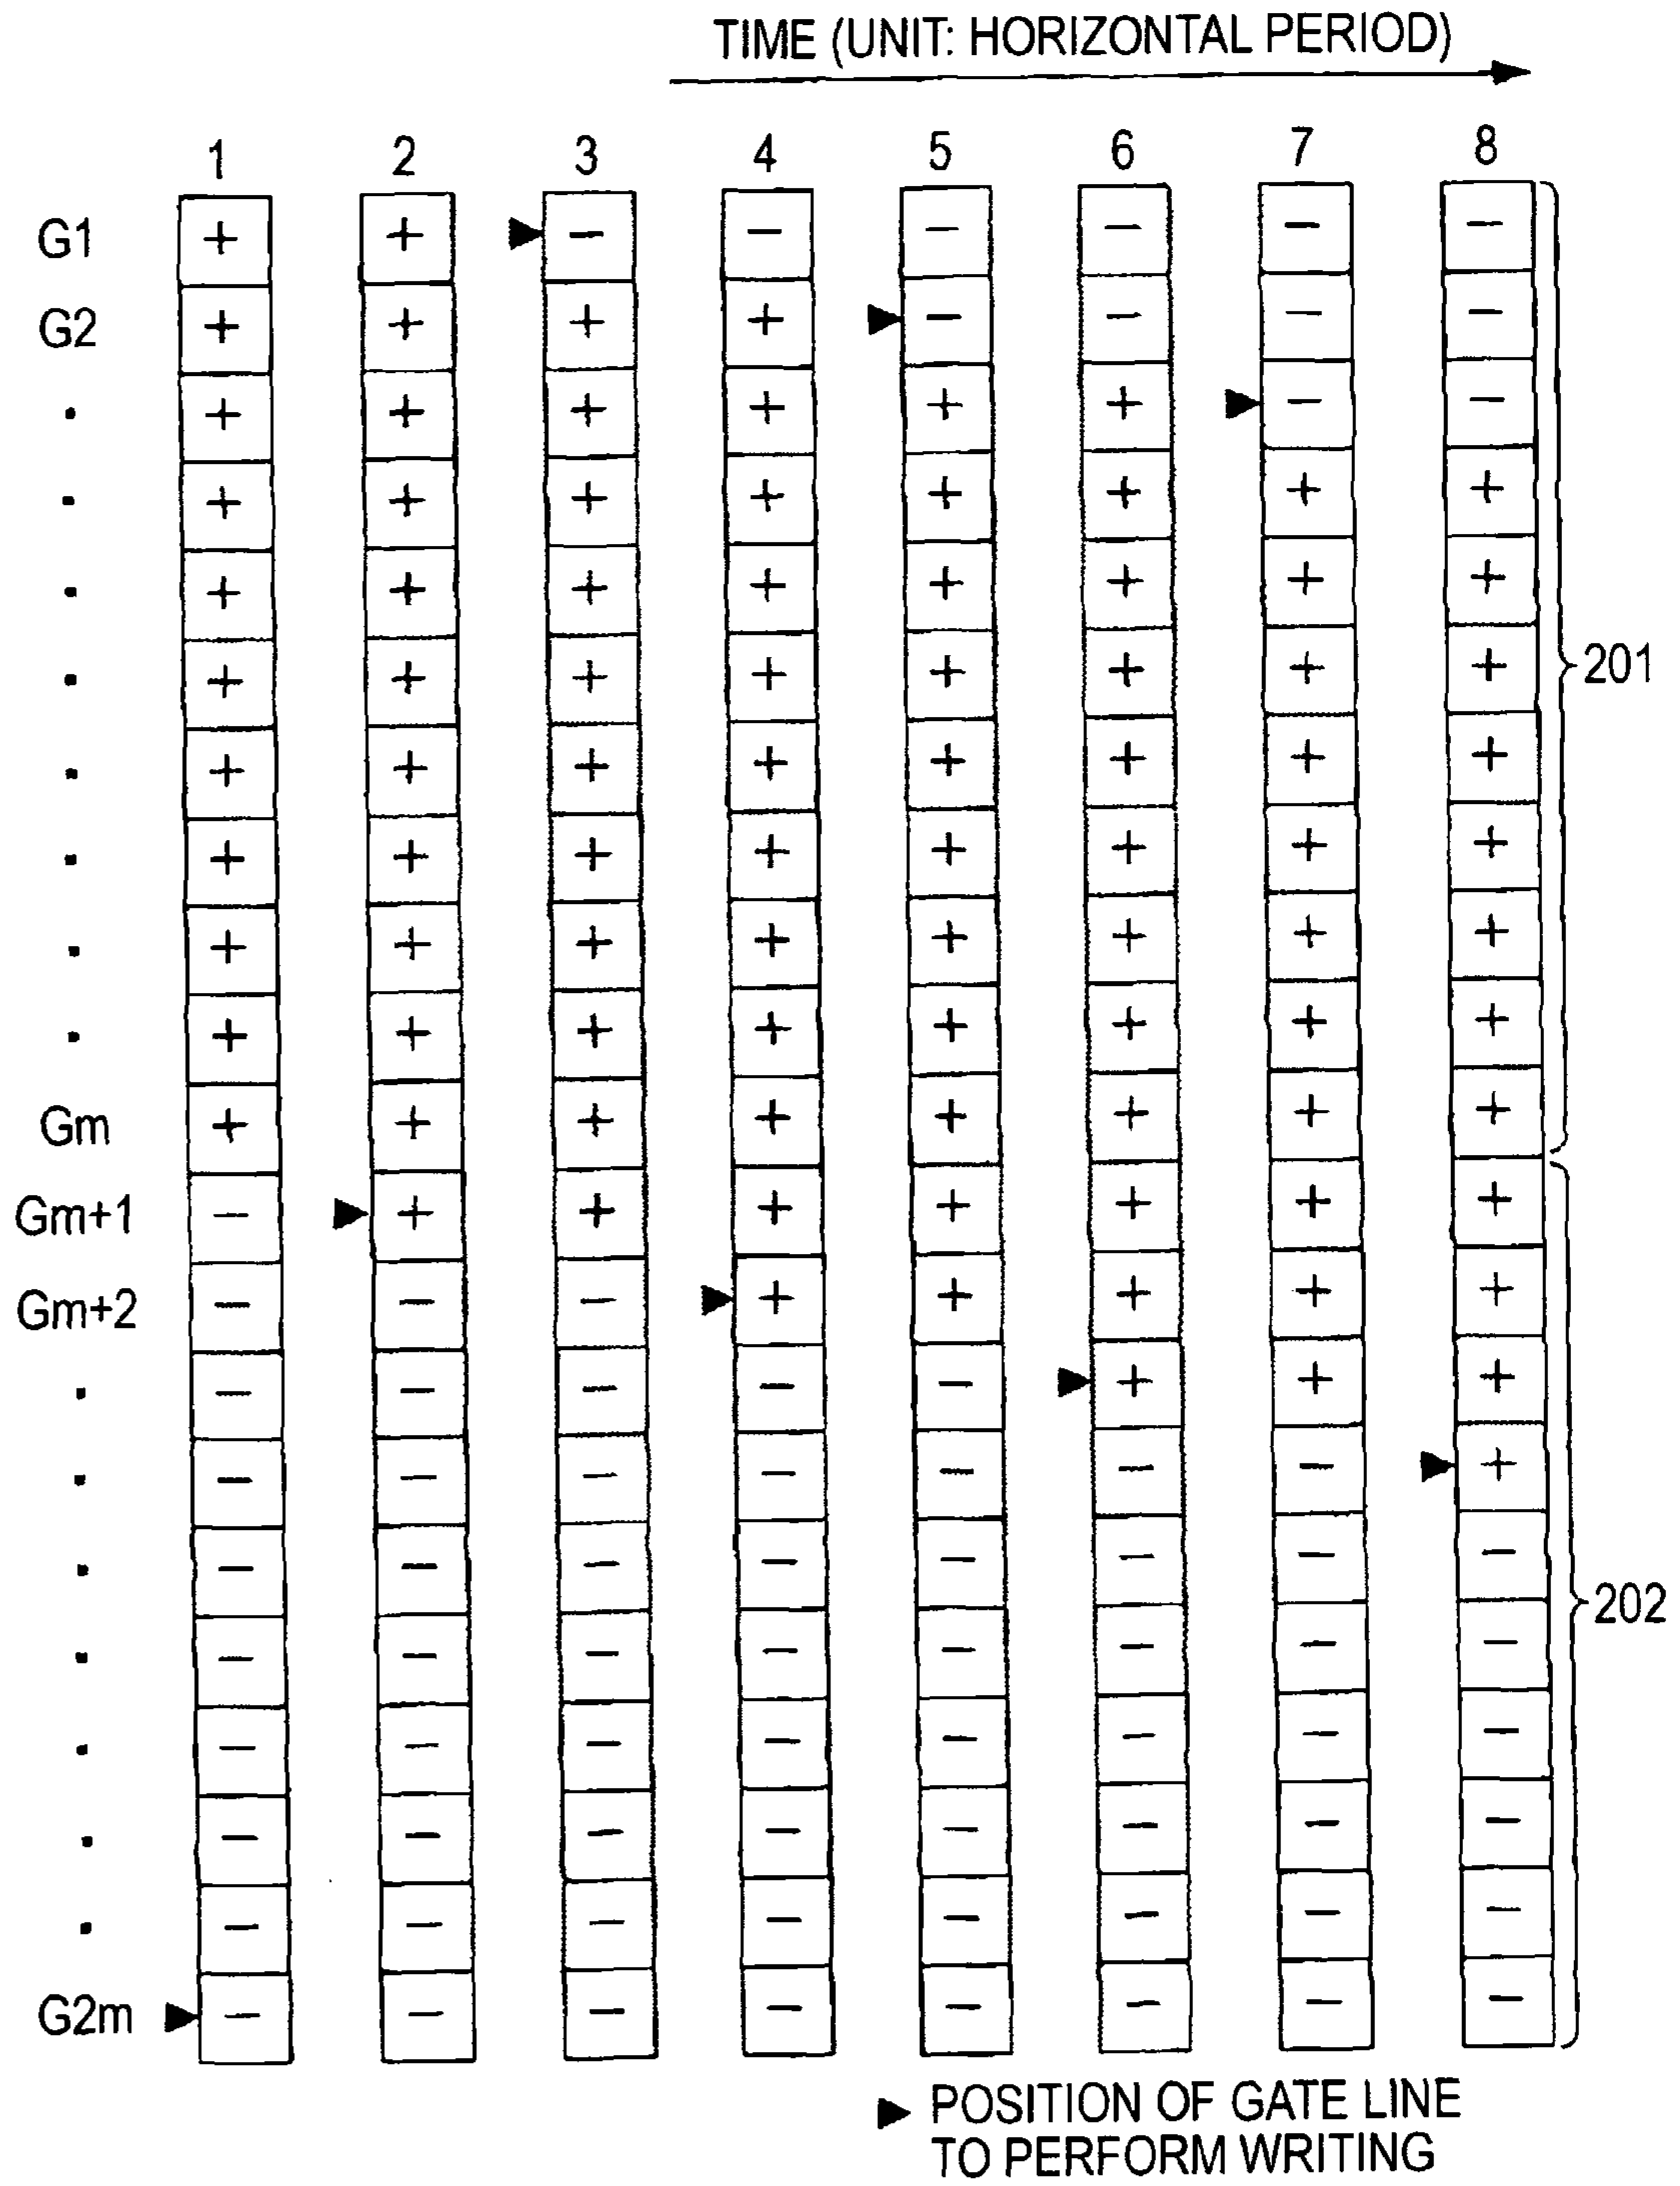 TIME (UNIT: HORIZONTAL PERIOD)
1 2 3 4 5 6 7 8
G1 + + ▶ − − − − − −
G2 + + + + ▶ − − − −
. + + + + + + ▶ − −
. + + + + + + + +
. + + + + + + + +
. + + + + + + + + 201
. + + + + + + + +
. + + + + + + + +
. + + + + + + + +
. + + + + + + + +
Gm + + + + + + + +
Gm+1 − ▶ + + + + + + +
Gm+2 − − − ▶ + + + + +
. − − − − − ▶ + + +
. − − − − − − − ▶ +
. − − − − − − − −
. − − − − − − − − 202
. − − − − − − − −
. − − − − − − − −
. − − − − − − − −
G2m ▶ − − − − − − − −
▶ POSITION OF GATE LINE
TO PERFORM WRITING